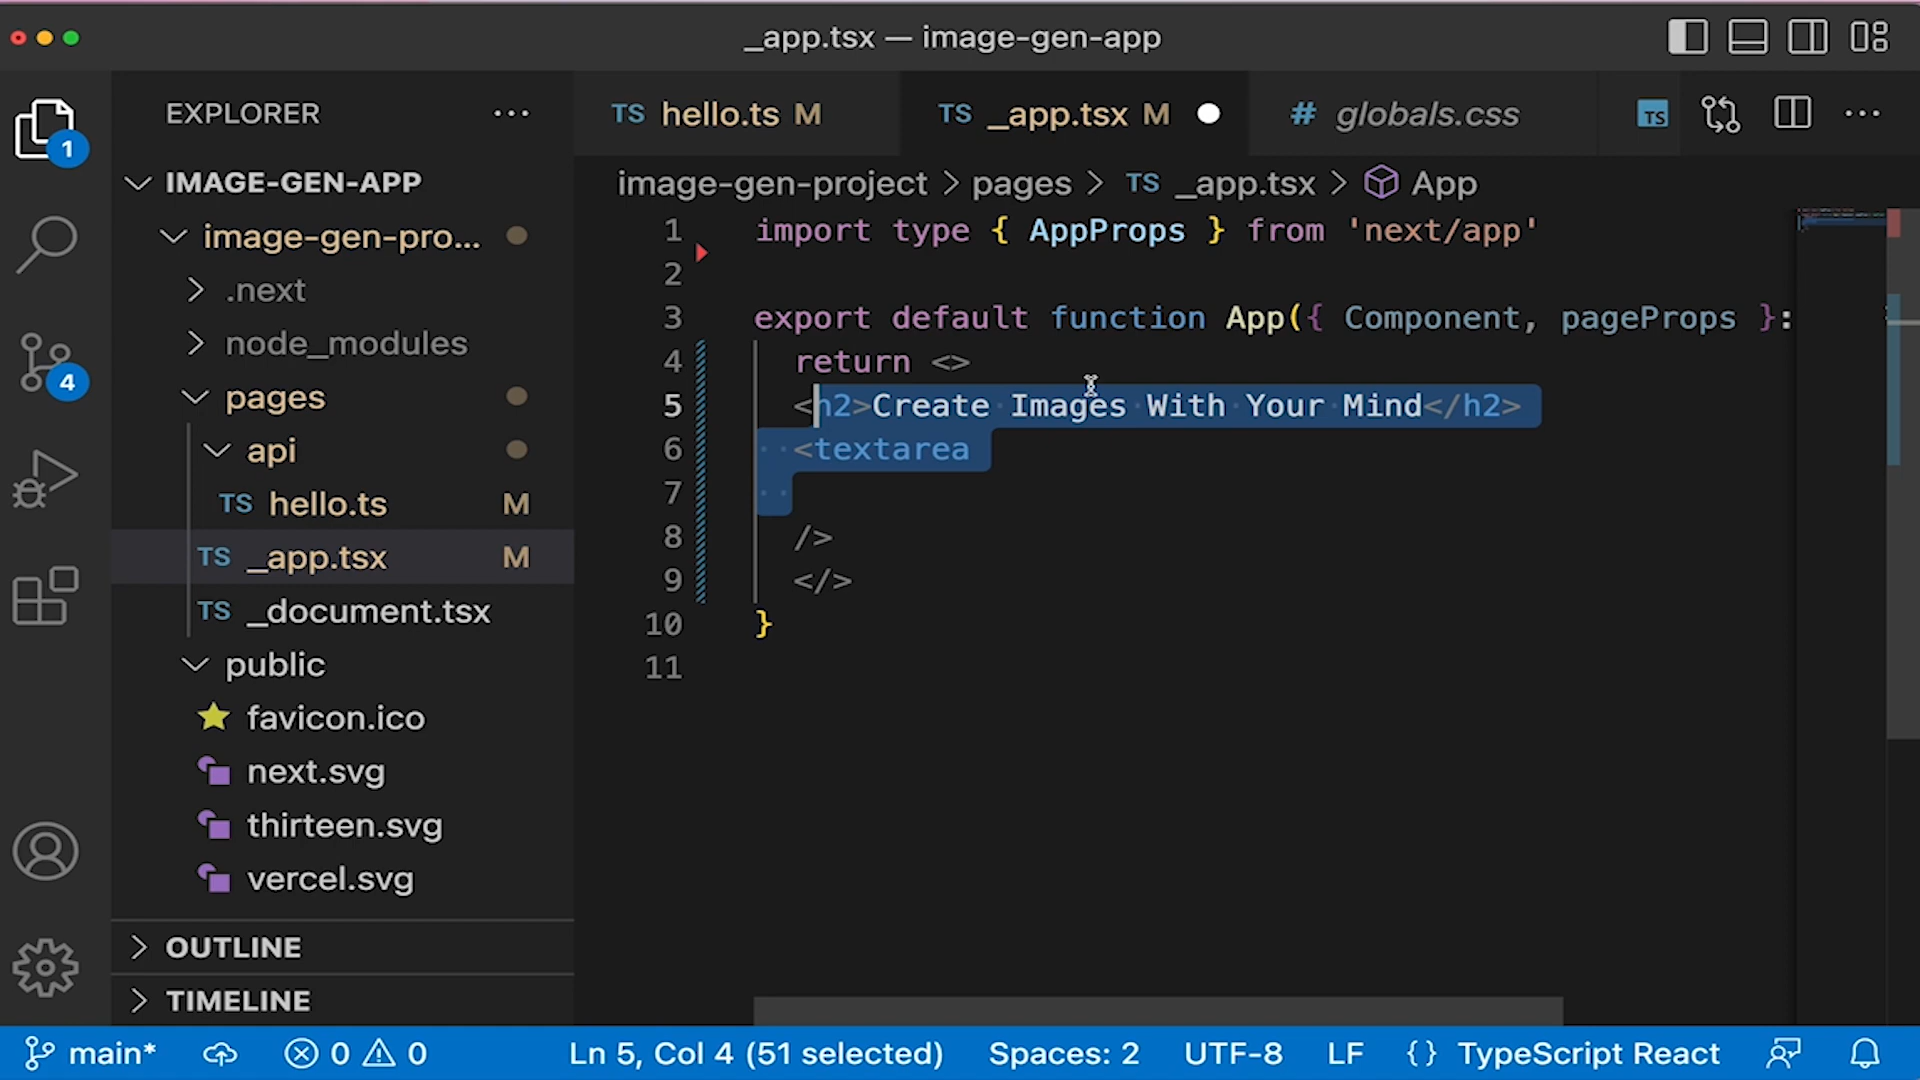 _app.tsx — image-gen-app
EXPLORER ...
TS hello.ts M TS _app.tsx M # globals.css TS ...
1
IMAGE-GEN-APP
image-gen-project > pages > TS _app.tsx > App
image-gen-pro...
.next
node_modules
pages
api
TS hello.ts M
TS _app.tsx M
TS _document.tsx
public
favicon.ico
next.svg
thirteen.svg
vercel.svg
OUTLINE
TIMELINE
4
1 import type { AppProps } from 'next/app'
2
3 export default function App({ Component, pageProps }:
4 return <>
5 <h2>Create Images With Your Mind</h2>
6 <textarea
7
8 />
9 </>
10 }
11
main* 0 0 Ln 5, Col 4 (51 selected) Spaces: 2 UTF-8 LF {} TypeScript React